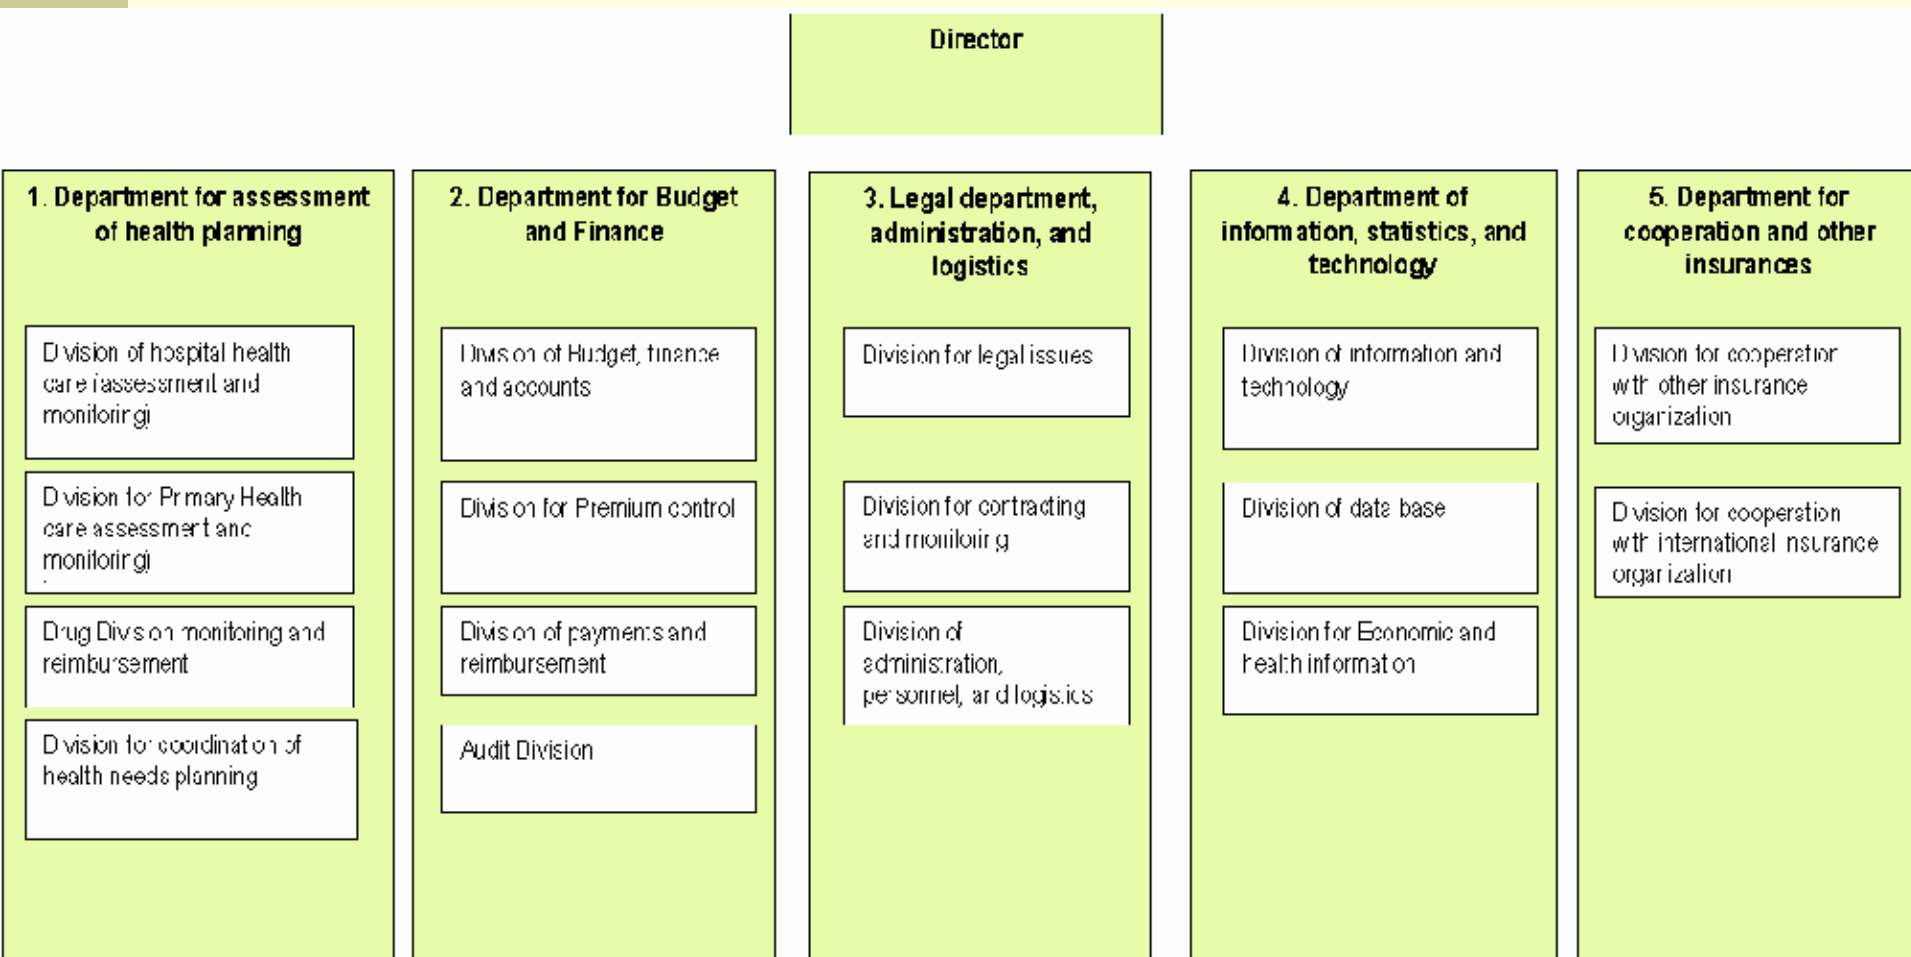 Director
1. Department for assessment
of health planning
Division of hospital health
care (assessment and
monitoring)
Division for Primary Health
care assessment and
monitoring)
Drug Division monitoring and
reimbursement
Division for coordination of
health needs planning
2. Department for Budget
and Finance
Division of Budget, finance
and accounts
Division for Premium control
Division of payments and
reimbursement
Audit Division
3. Legal department,
administration, and
logistics
Division for legal issues
Division for contracting
and monitoring
Division of
administration,
personnel, and logistics
4. Department of
information, statistics, and
technology
Division of information and
technology
Division of data base
Division for Economic and
health information
5. Department for
cooperation and other
insurances
Division for cooperation
with other insurance
organization
Division for cooperation
with international insurance
organization